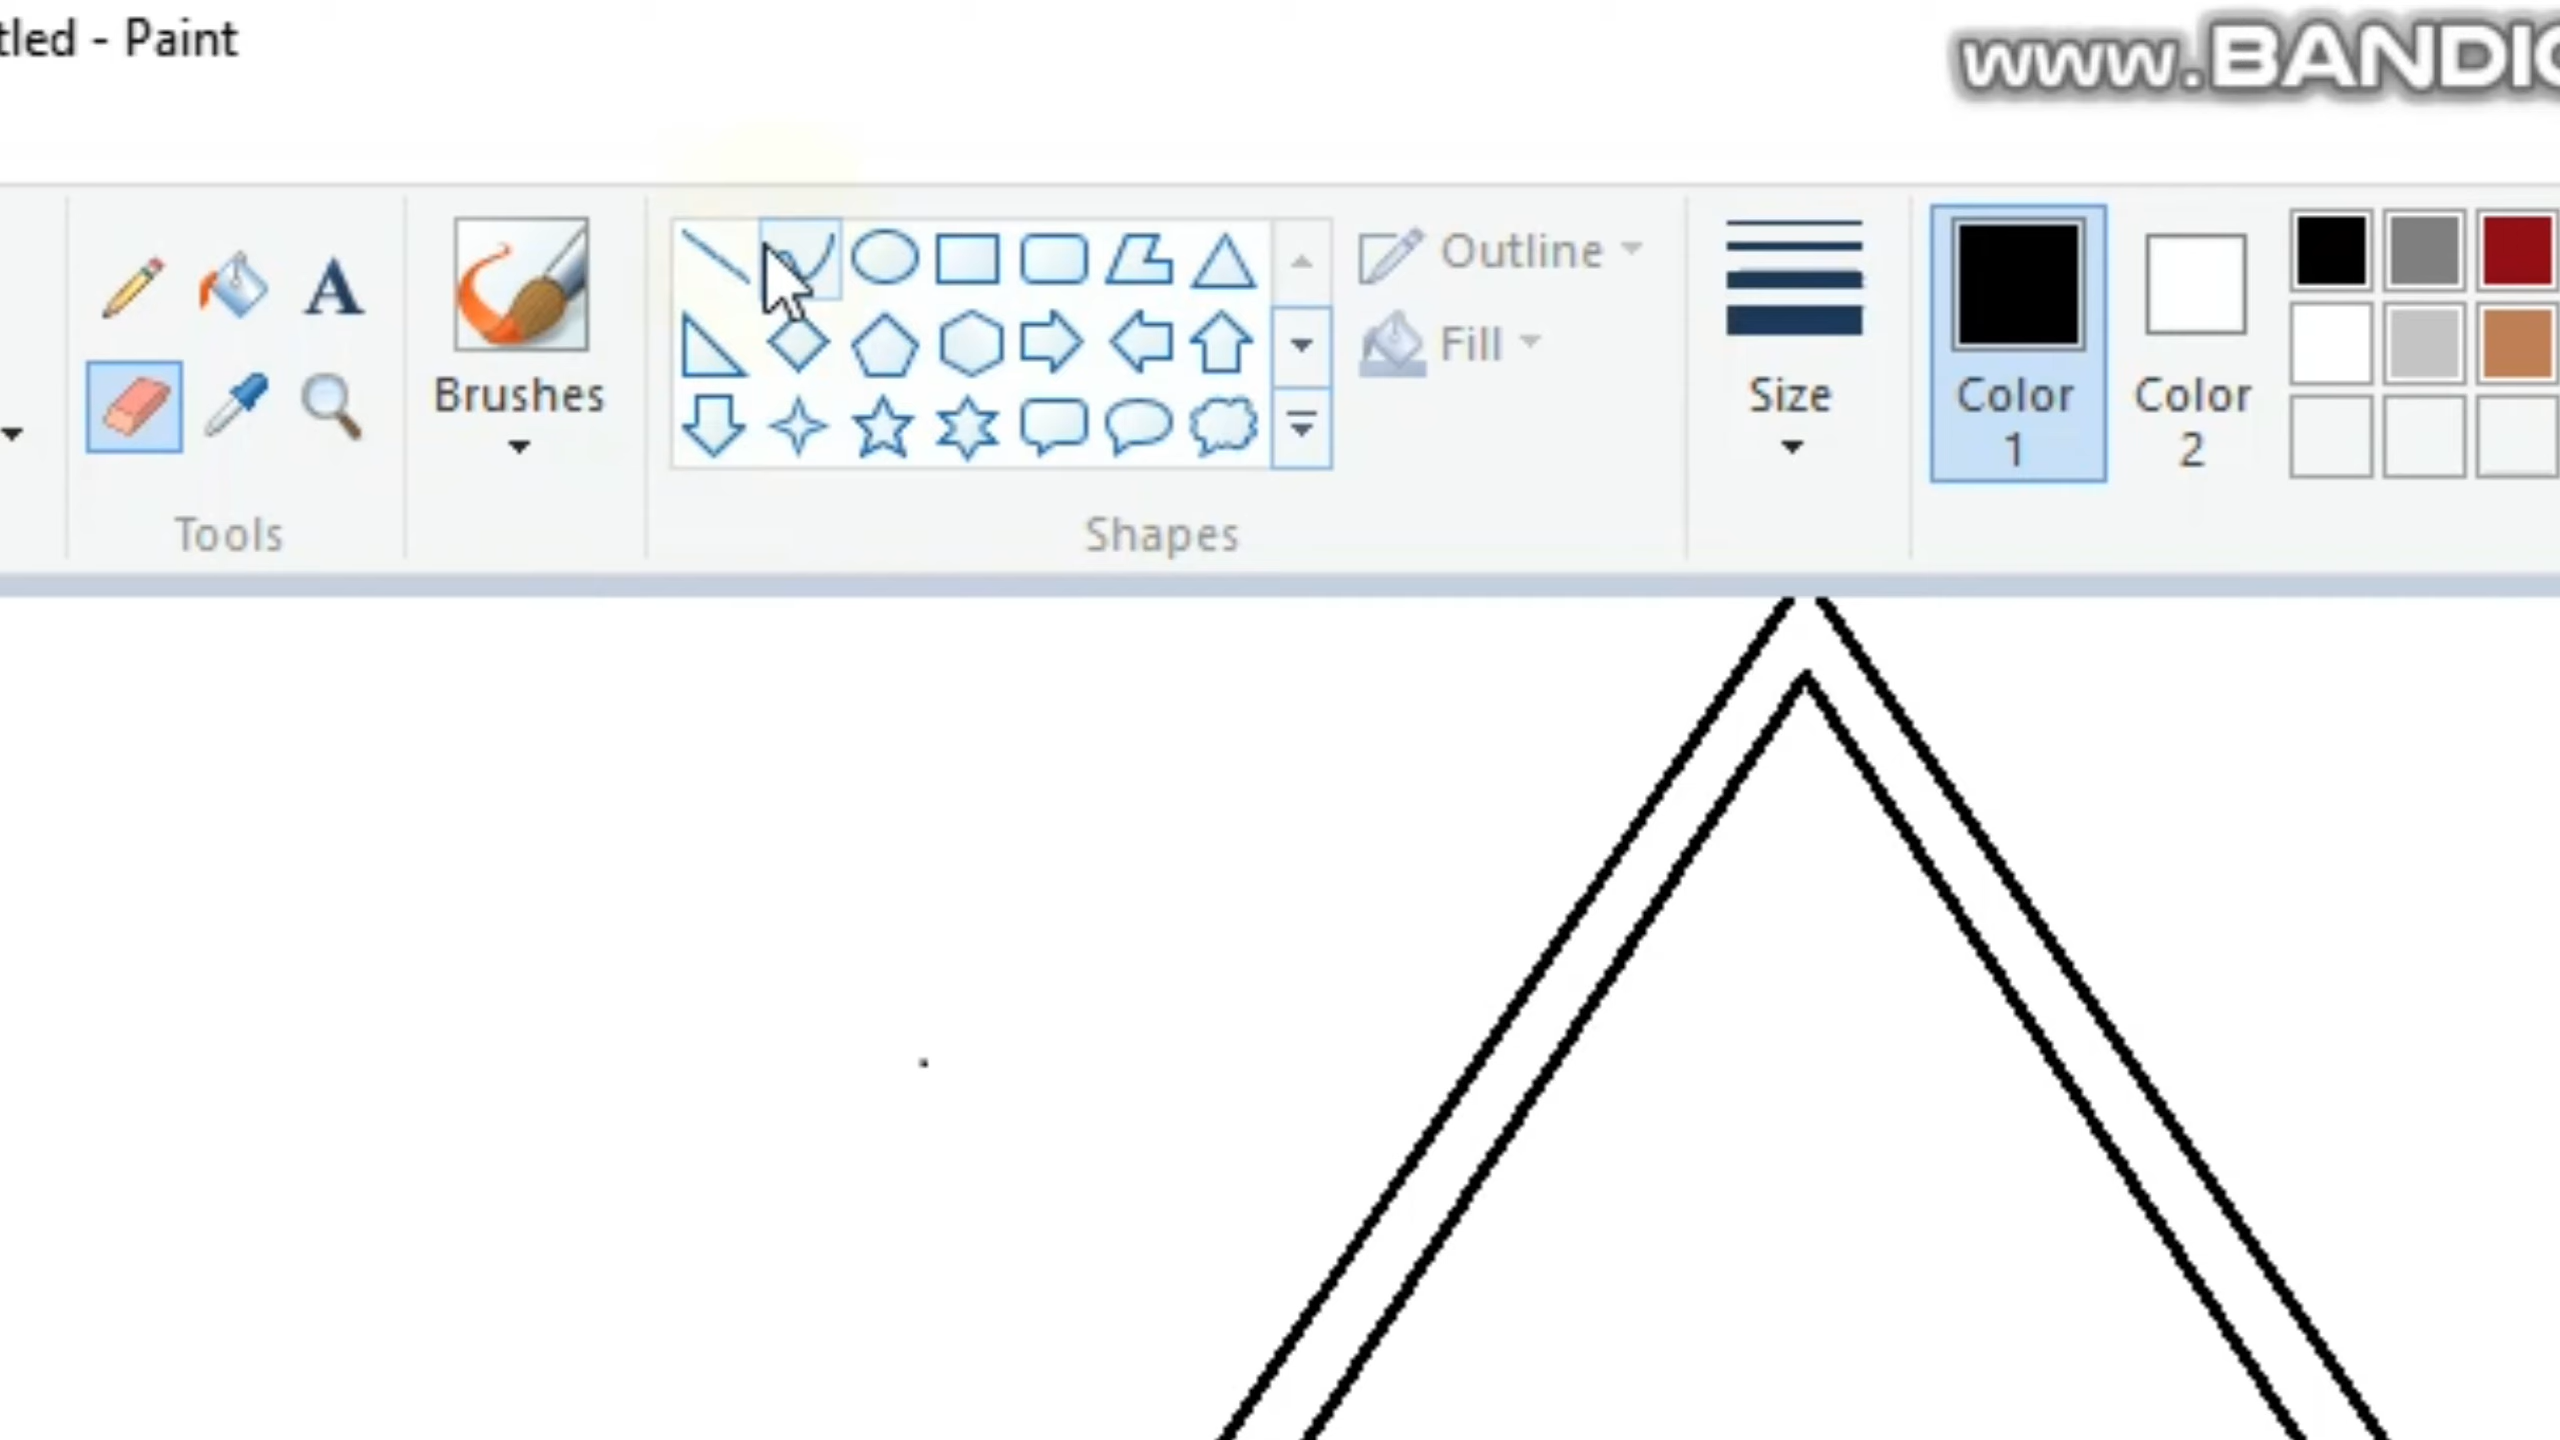 tled - Paint
www.BANDIC
Outline
Fill
Brushes
Size
Color
1
Color
2
Tools
Shapes